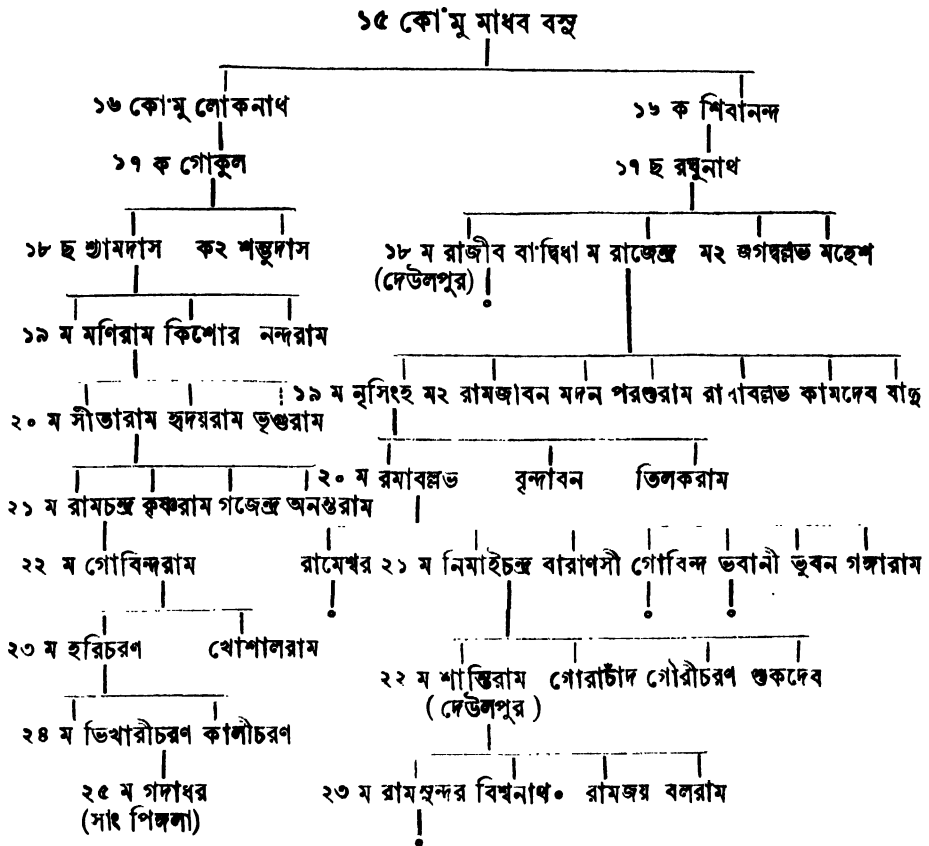 ১৫ কোঁমু মাধব বসু
১৬ কোঁমু লোকনাথ ১৬ ক শিবানন্দ
১৭ ক গোকুল ১৭ ছ রঘুনাথ
১৮ ছ শ্যামদাস ক২ শম্ভুদাস ১৮ ম রাজীব বা'দ্বিধা ম রাজেন্দ্র ম২ জগদ্বল্লভ মহেশ
(দেউলপুর)
১৯ ম মণিরাম কিশোর নন্দরাম
১৯ ম নৃসিংহ ম২ রামজীবন মদন পরশুরাম রাধাবল্লভ কামদেব যাদু
২০ ম সীতারাম হৃদয়রাম ভৃগুরাম
২০ ম রমাবল্লভ বৃন্দাবন তিলকরাম
২১ ম রামচন্দ্র কৃষ্ণরাম গজেন্দ্র অনন্তরাম
২২ ম গোবিন্দরাম রামেশ্বর ২১ ম নিমাইচন্দ্র বারাণসী গোবিন্দ ভবানী ভুবন গঙ্গারাম
২৩ ম হরিচরণ খোশালরাম
২২ ম শান্তিরাম গোরাচাঁদ গৌরীচরণ শুকদেব
(দেউলপুর)
২৪ ম ভিখারীচরণ কালীচরণ
২৫ ম গদাধর ২৩ ম রামসুন্দর বিশ্বনাথ রামজয় বলরাম
(সাং পিঙ্গলা)